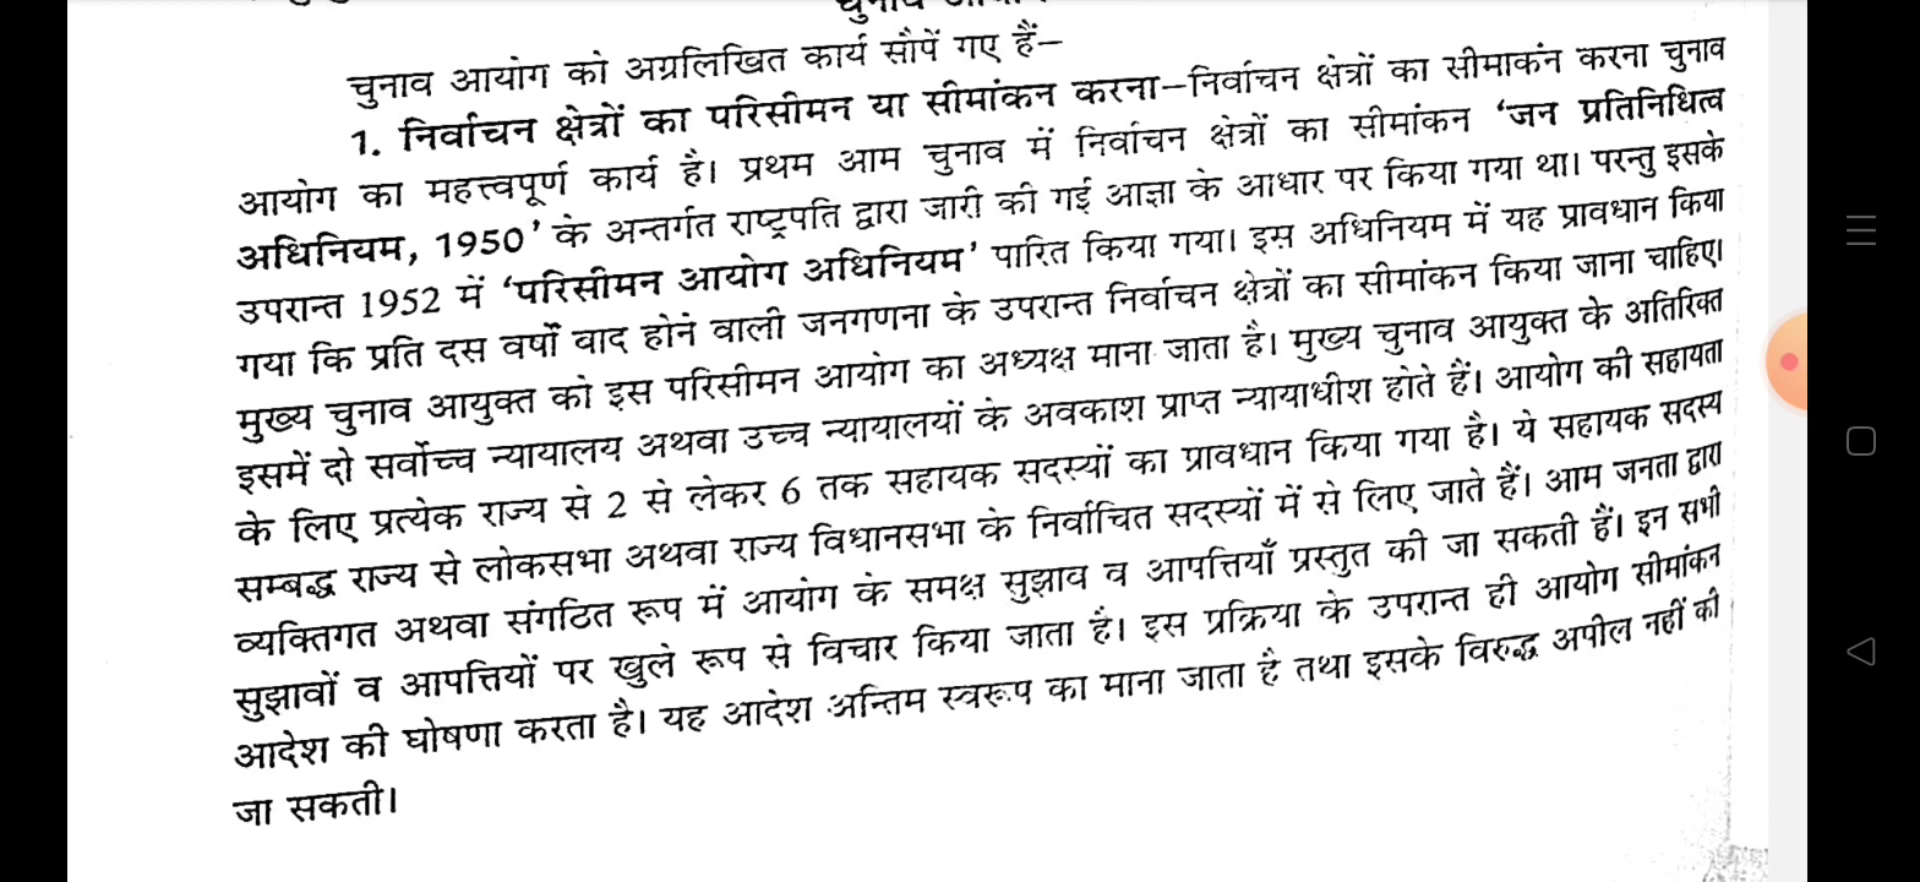 चुनाव आयोग को अग्रलिखित कार्य सौपें गए हैं–
1. निर्वाचन क्षेत्रों का परिसीमन या सीमांकन करना–निर्वाचन क्षेत्रों का सीमाकंन करना चुनाव
आयोग का महत्त्वपूर्ण कार्य है। प्रथम आम चुनाव में निर्वाचन क्षेत्रों का सीमांकन ‘जन प्रतिनिधित्व
अधिनियम, 1950’ के अन्तर्गत राष्ट्रपति द्वारा जारी की गई आज्ञा के आधार पर किया गया था। परन्तु इसके
उपरान्त 1952 में ‘परिसीमन आयोग अधिनियम’ पारित किया गया। इस अधिनियम में यह प्रावधान किया
गया कि प्रति दस वर्षों बाद होने वाली जनगणना के उपरान्त निर्वाचन क्षेत्रों का सीमांकन किया जाना चाहिए।
मुख्य चुनाव आयुक्त को इस परिसीमन आयोग का अध्यक्ष माना जाता है। मुख्य चुनाव आयुक्त के अतिरिक्त
इसमें दो सर्वोच्च न्यायालय अथवा उच्च न्यायालयों के अवकाश प्राप्त न्यायाधीश होते हैं। आयोग की सहायता
के लिए प्रत्येक राज्य से 2 से लेकर 6 तक सहायक सदस्यों का प्रावधान किया गया है। ये सहायक सदस्य
सम्बद्ध राज्य से लोकसभा अथवा राज्य विधानसभा के निर्वाचित सदस्यों में से लिए जाते हैं। आम जनता द्वारा
व्यक्तिगत अथवा संगठित रूप में आयोग के समक्ष सुझाव व आपत्तियाँ प्रस्तुत की जा सकती हैं। इन सभी
सुझावों व आपत्तियों पर खुले रूप से विचार किया जाता है। इस प्रक्रिया के उपरान्त ही आयोग सीमांकन
आदेश की घोषणा करता है। यह आदेश अन्तिम स्वरूप का माना जाता है तथा इसके विरुद्ध अपील नहीं की
जा सकती।